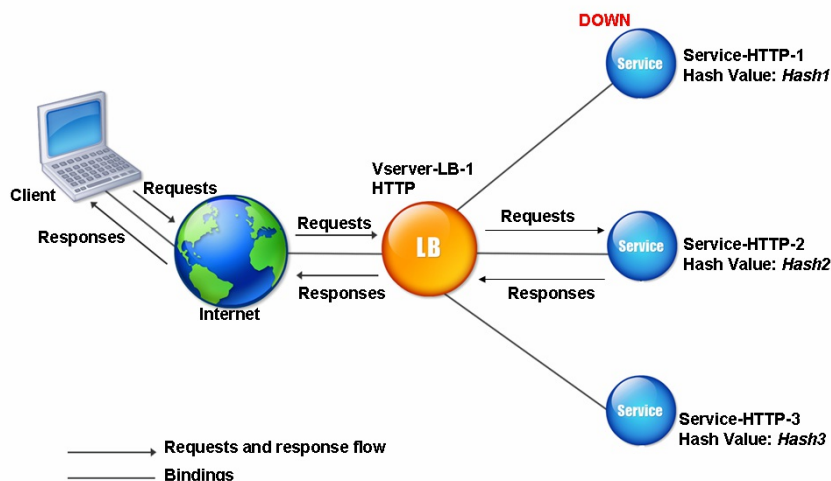 DOWN
Service
Service-HTTP-1
Hash Value: Hash1
Client
Requests
Responses
Internet
Requests
Responses
Vserver-LB-1
HTTP
LB
Requests
Responses
Service
Service-HTTP-2
Hash Value: Hash2
Service
Service-HTTP-3
Hash Value: Hash3
Requests and response flow
Bindings